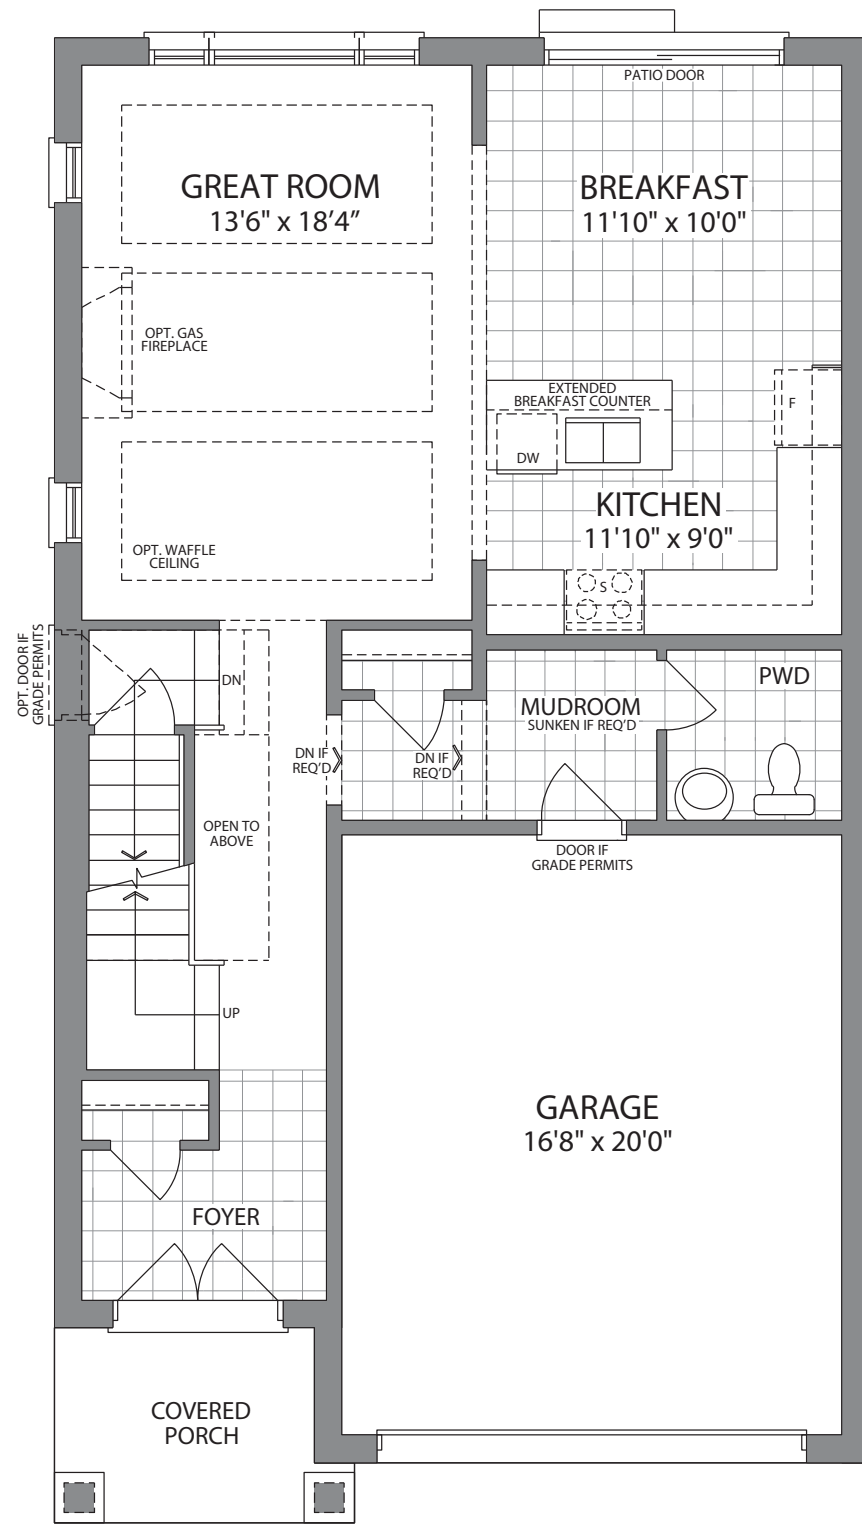 PATIO DOOR
GREAT ROOM
13'6" x 18'4”
BREAKFAST
11'10" x 10'0"
OPT. GAS
FIREPLACE
EXTENDED
BREAKFAST COUNTER
F
DW
KITCHEN
11'10" x 9'0"
OPT. WAFFLE
CEILING
S
OPT. DOOR IF
GRADE PERMITS
DN
MUDROOM
SUNKEN IF REQ'D
PWD
DN IF
REQ'D
DN IF
REQ'D
OPEN TO
ABOVE
DOOR IF
GRADE PERMITS
UP
GARAGE
16'8" x 20'0"
FOYER
COVERED
PORCH